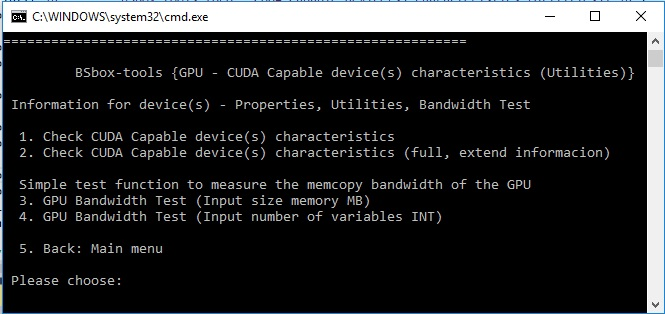 C:\WINDOWS\system32\cmd.exe
==========================================================
BSbox-tools {GPU - CUDA Capable device(s) characteristics (Utilities)}
Information for device(s) - Properties, Utilities, Bandwidth Test
1. Check CUDA Capable device(s) characteristics
2. Check CUDA Capable device(s) characteristics (full, extend informacion)
Simple test function to measure the memcopy bandwidth of the GPU
3. GPU Bandwidth Test (Input size memory MB)
4. GPU Bandwidth Test (Input number of variables INT)
5. Back: Main menu
Please choose: